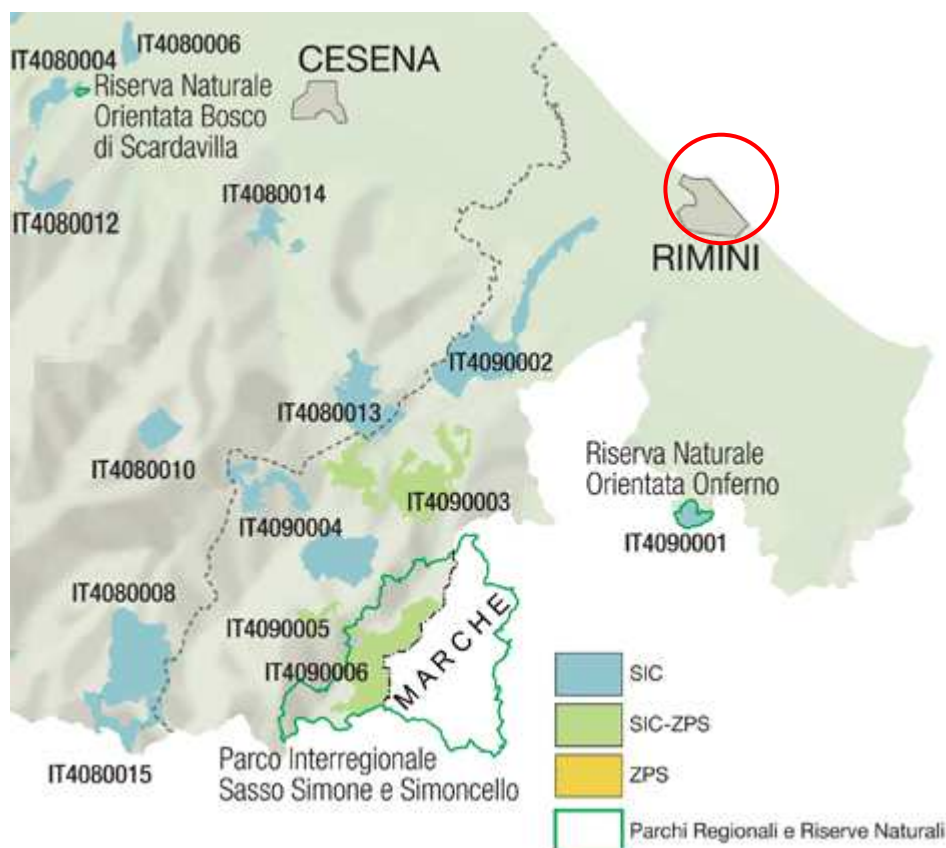 IT4080004
IT4080006
CESENA
Riserva Naturale
Orientata Bosco
di Scardavilla
IT4080012
IT4080014
RIMINI
IT4090002
IT4080013
IT4080010
IT4090003
IT4090004
Riserva Naturale
Orientata Onferno
IT4090001
IT4080008
IT4090005
IT4090006
MARCHE
IT4080015
Parco Interregionale
Sasso Simone e Simoncello
SIC
SIC-ZPS
ZPS
Parchi Regionali e Riserve Naturali